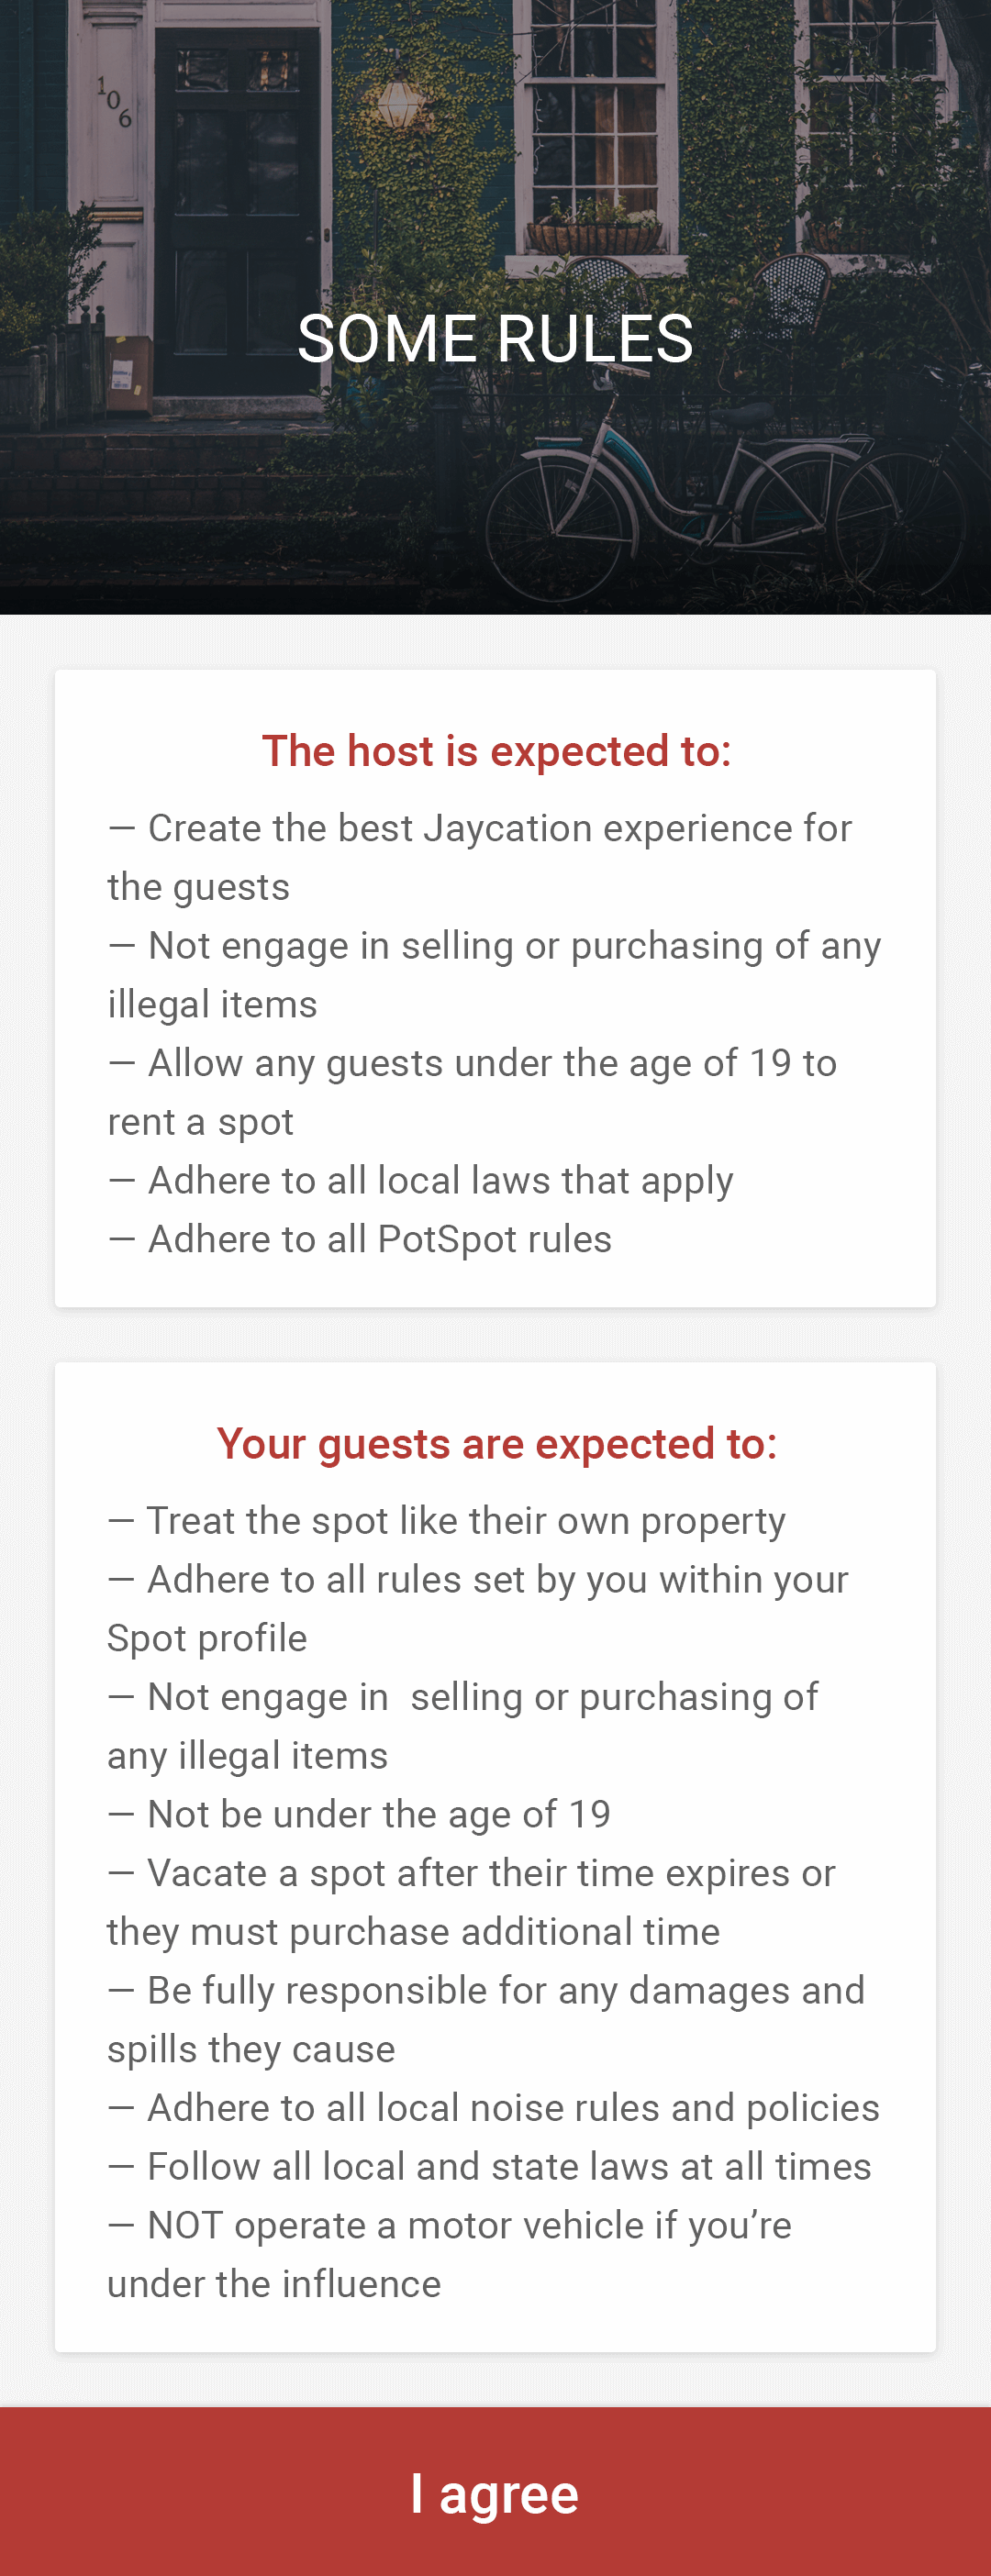 106
SOME RULES
The host is expected to:
— Create the best Jaycation experience for
the guests
— Not engage in selling or purchasing of any
illegal items
— Allow any guests under the age of 19 to
rent a spot
— Adhere to all local laws that apply
— Adhere to all PotSpot rules
Your guests are expected to:
— Treat the spot like their own property
— Adhere to all rules set by you within your
Spot profile
— Not engage in  selling or purchasing of
any illegal items
— Not be under the age of 19
— Vacate a spot after their time expires or
they must purchase additional time
— Be fully responsible for any damages and
spills they cause
— Adhere to all local noise rules and policies
— Follow all local and state laws at all times
— NOT operate a motor vehicle if you’re
under the influence
I agree